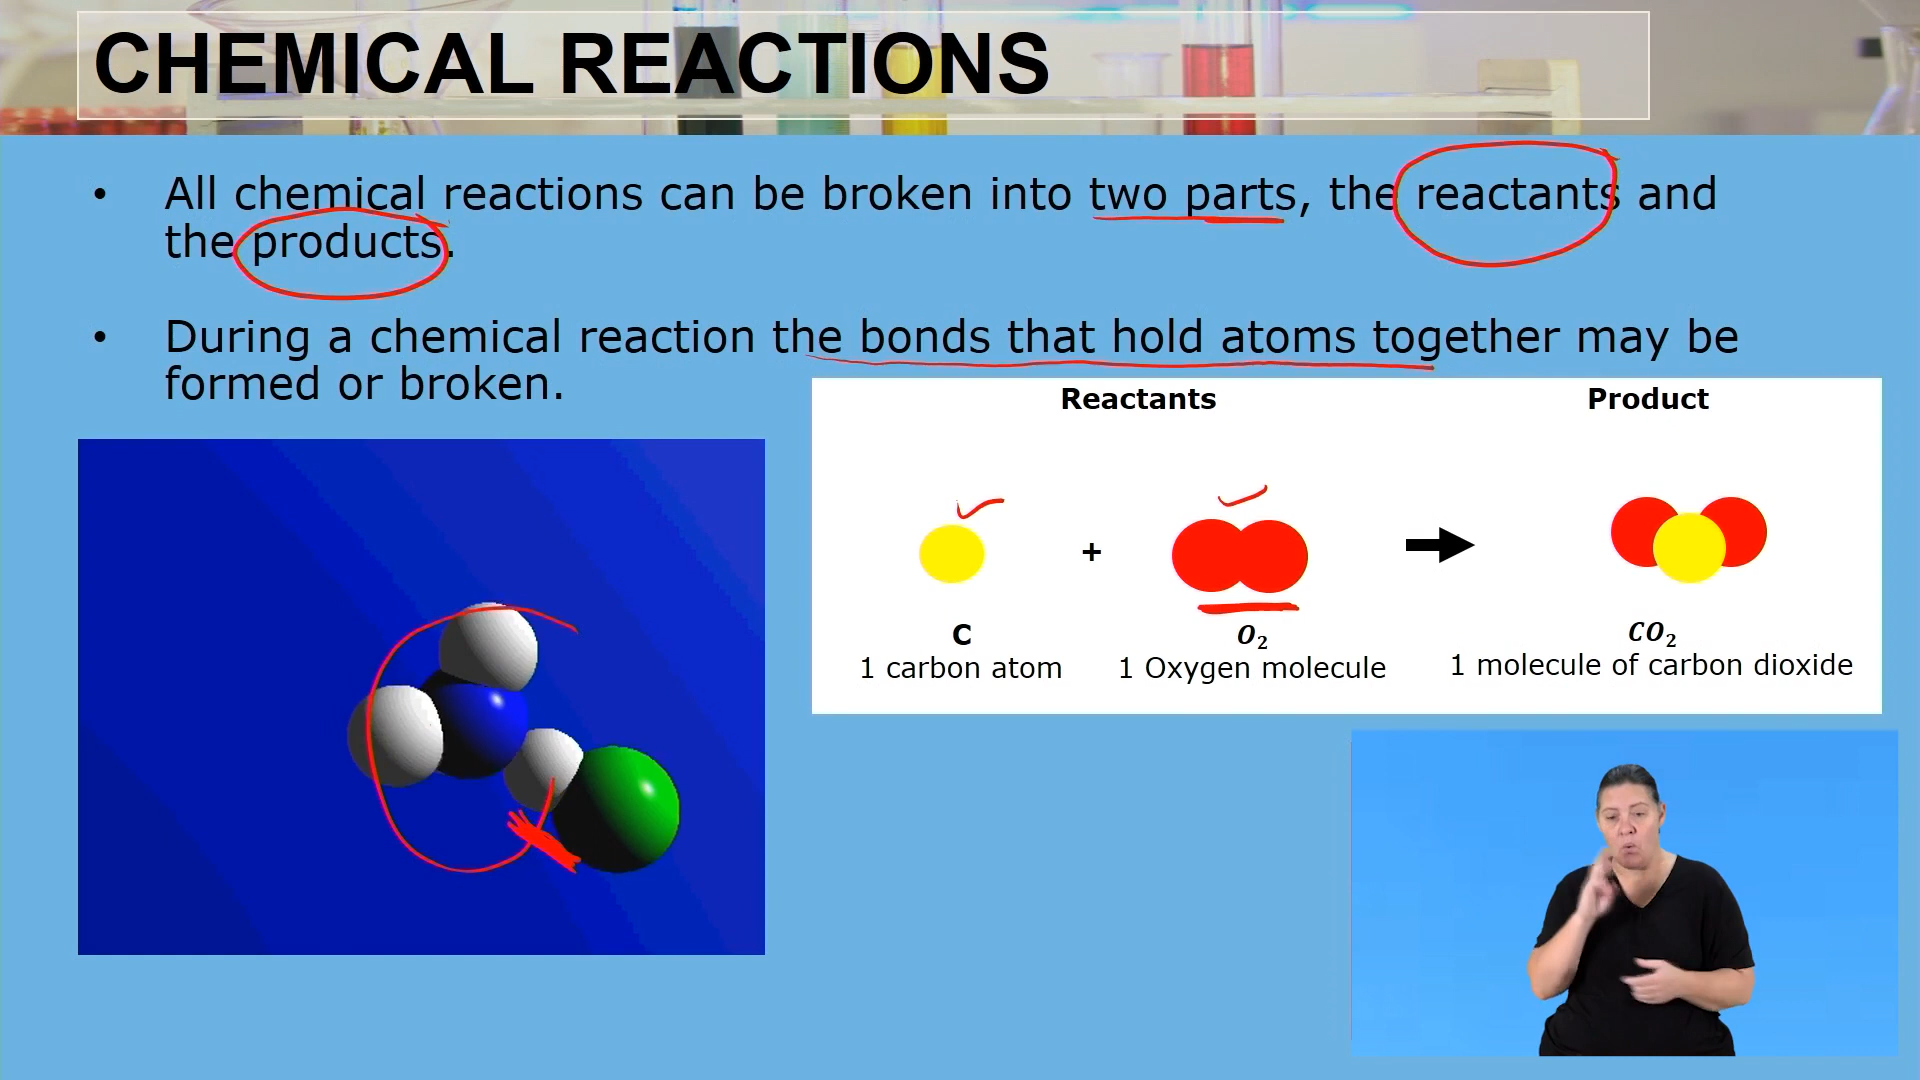 CHEMICAL REACTIONS
• All chemical reactions can be broken into two parts, the reactants and
the products.
• During a chemical reaction the bonds that hold atoms together may be
formed or broken.
Reactants Product
+
C O₂ CO₂
1 carbon atom 1 Oxygen molecule 1 molecule of carbon dioxide